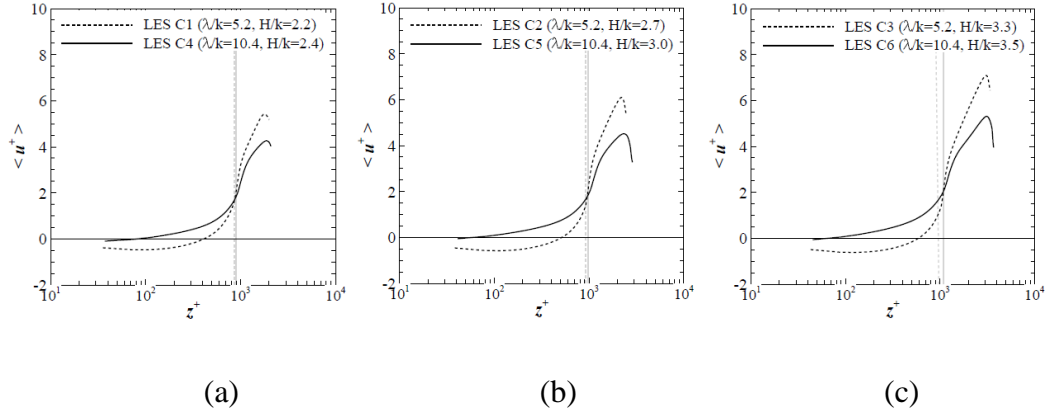 LES C1 (λ/k=5.2, H/k=2.2)
LES C4 (λ/k=10.4, H/k=2.4)
10
8
6
4
2
0
-2
< u+ >
10¹ 10² 10³ 10⁴
z+
(a)
LES C2 (λ/k=5.2, H/k=2.7)
LES C5 (λ/k=10.4, H/k=3.0)
10
8
6
4
2
0
-2
< u+ >
10¹ 10² 10³ 10⁴
z+
(b)
LES C3 (λ/k=5.2, H/k=3.3)
LES C6 (λ/k=10.4, H/k=3.5)
10
8
6
4
2
0
-2
< u+ >
10¹ 10² 10³ 10⁴
z+
(c)